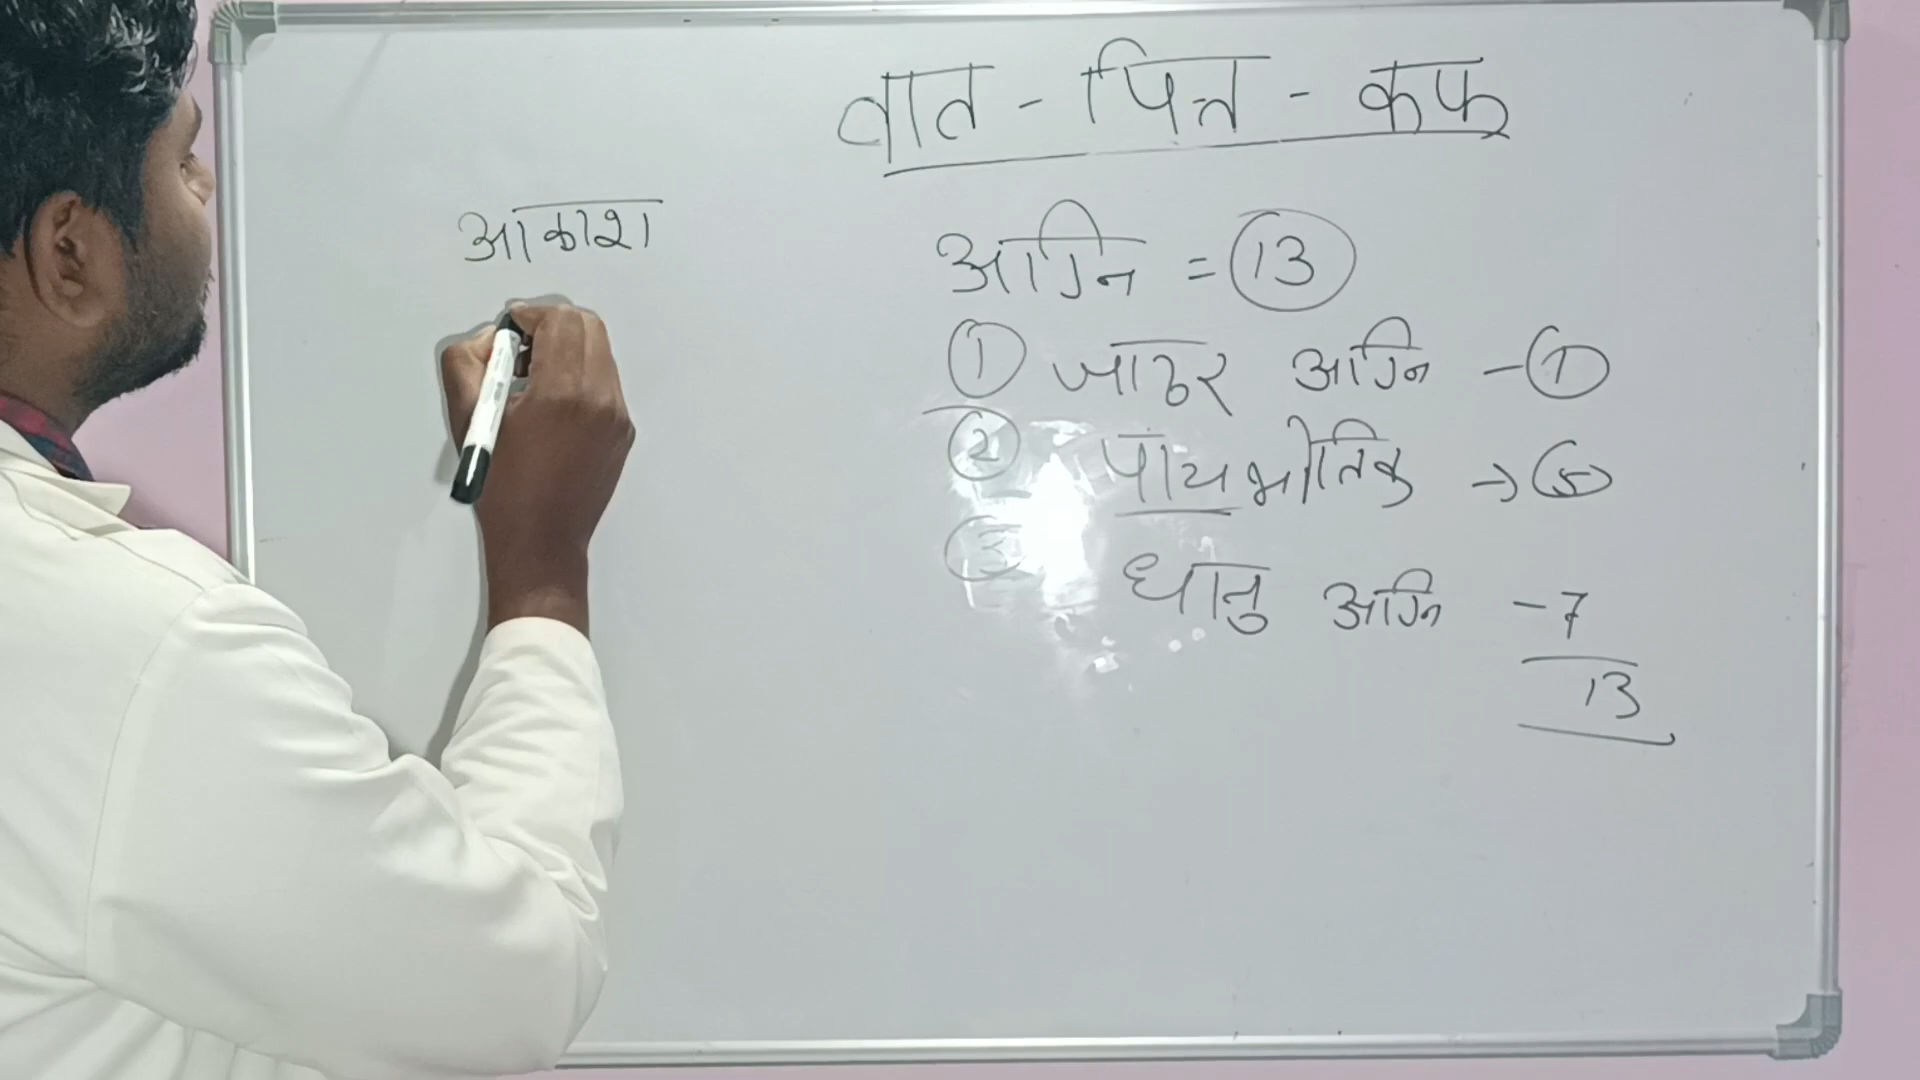 वात - पित्त - कफ
आकाश
अग्नि = 13
1 जाठर अग्नि - 1
2 पांचभौतिक → 5
3 धातु अग्नि - 7
13